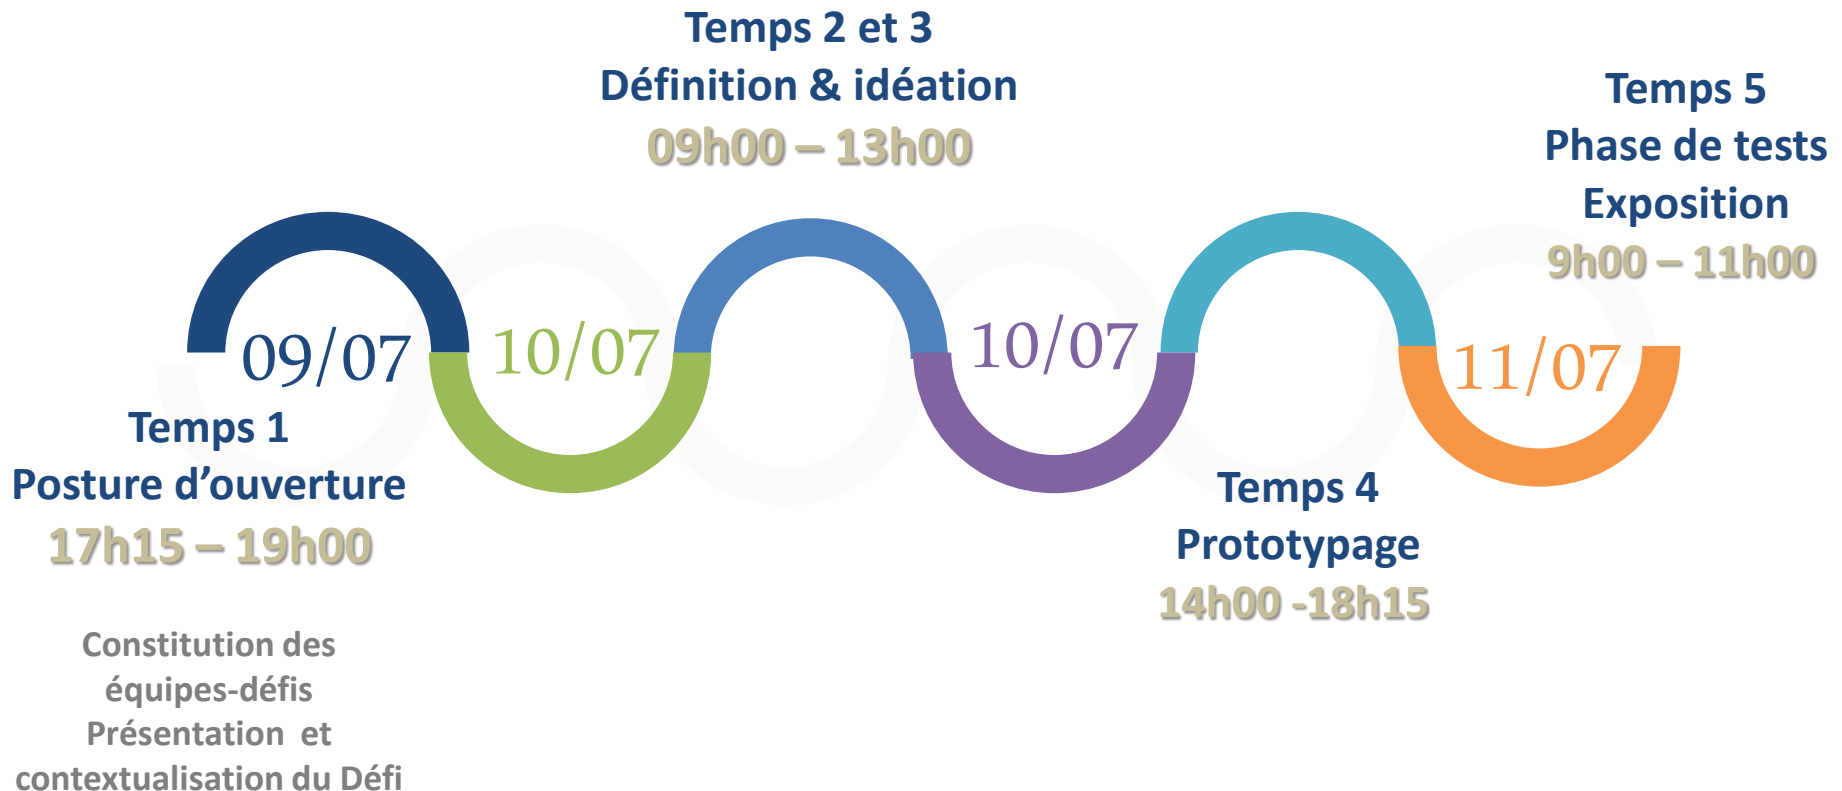 Temps 2 et 3
Définition & idéation
09h00 – 13h00
Temps 5
Phase de tests
Exposition
9h00 – 11h00
09/07
10/07
10/07
11/07
Temps 1
Posture d’ouverture
17h15 – 19h00
Temps 4
Prototypage
14h00 -18h15
Constitution des
équipes-défis
Présentation et
contextualisation du Défi